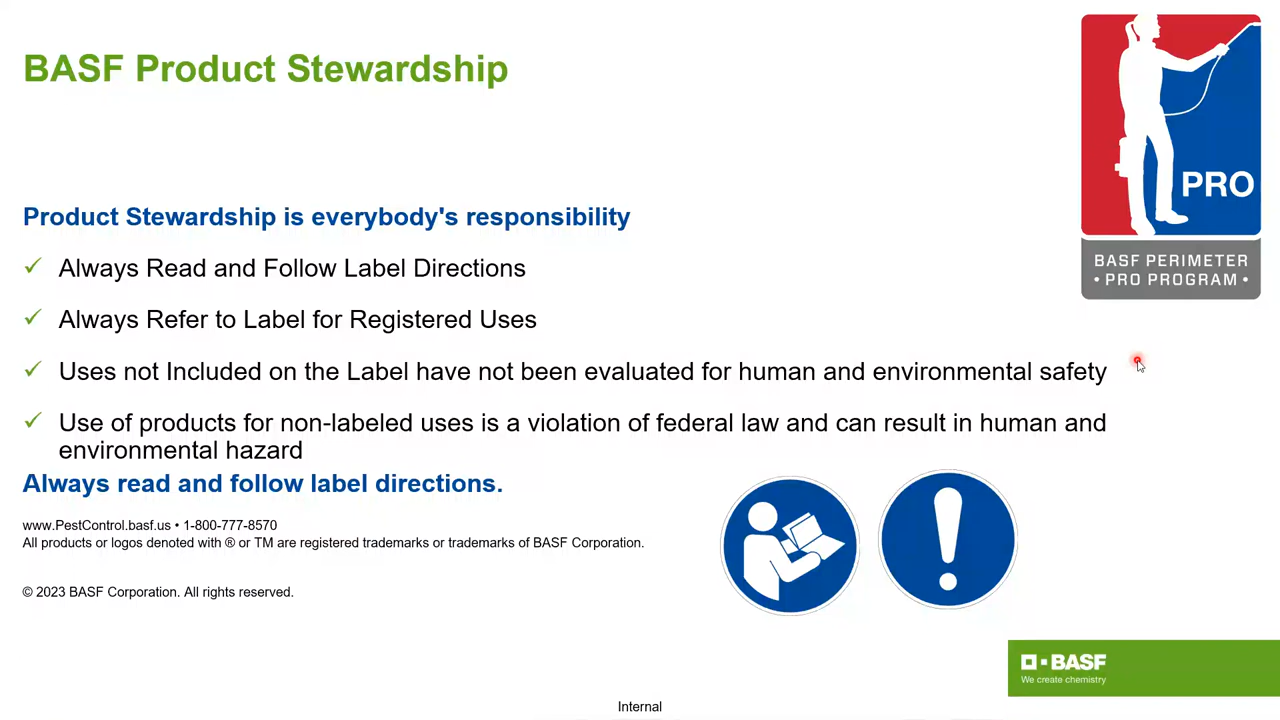 BASF Product Stewardship
PRO
BASF PERIMETER
• PRO PROGRAM •
Product Stewardship is everybody's responsibility
✓ Always Read and Follow Label Directions
✓ Always Refer to Label for Registered Uses
✓ Uses not Included on the Label have not been evaluated for human and environmental safety
✓ Use of products for non-labeled uses is a violation of federal law and can result in human and
environmental hazard
Always read and follow label directions.
www.PestControl.basf.us • 1-800-777-8570
All products or logos denoted with ® or TM are registered trademarks or trademarks of BASF Corporation.
© 2023 BASF Corporation. All rights reserved.
BASF
We create chemistry
Internal